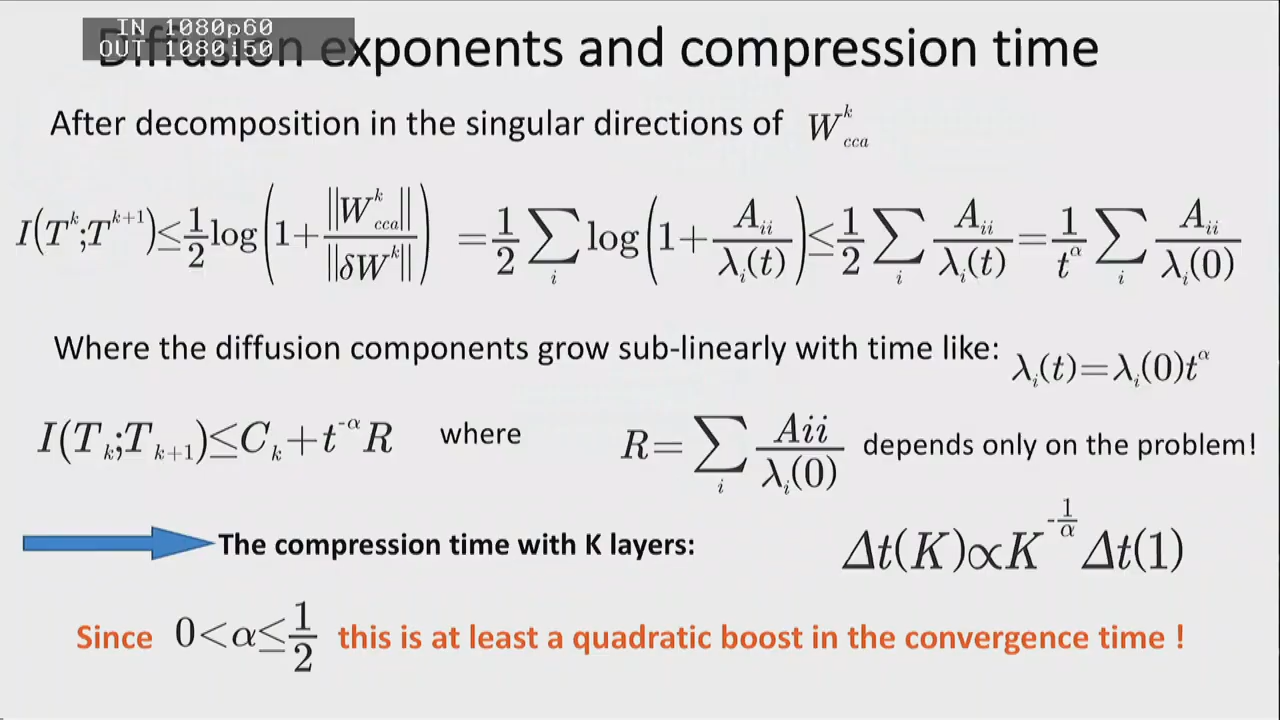 IN 1080p60
OUT 1080i50
Diffusion exponents and compression time
After decomposition in the singular directions of W^k_cca
I(T^k;T^{k+1})≤1/2 log(1+||W^k_cca||/||δW^k||) =1/2 ∑_i log(1+A_ii/λ_i(t))≤1/2 ∑_i A_ii/λ_i(t)=1/t^α ∑_i A_ii/λ_i(0)
Where the diffusion components grow sub-linearly with time like: λ_i(t)=λ_i(0)t^α
I(T_k;T_{k+1})≤C_k+t^{-α}R where R=∑_i Aii/λ_i(0) depends only on the problem!
The compression time with K layers: Δt(K)∝K^{-1/α} Δt(1)
Since 0<α≤1/2 this is at least a quadratic boost in the convergence time !